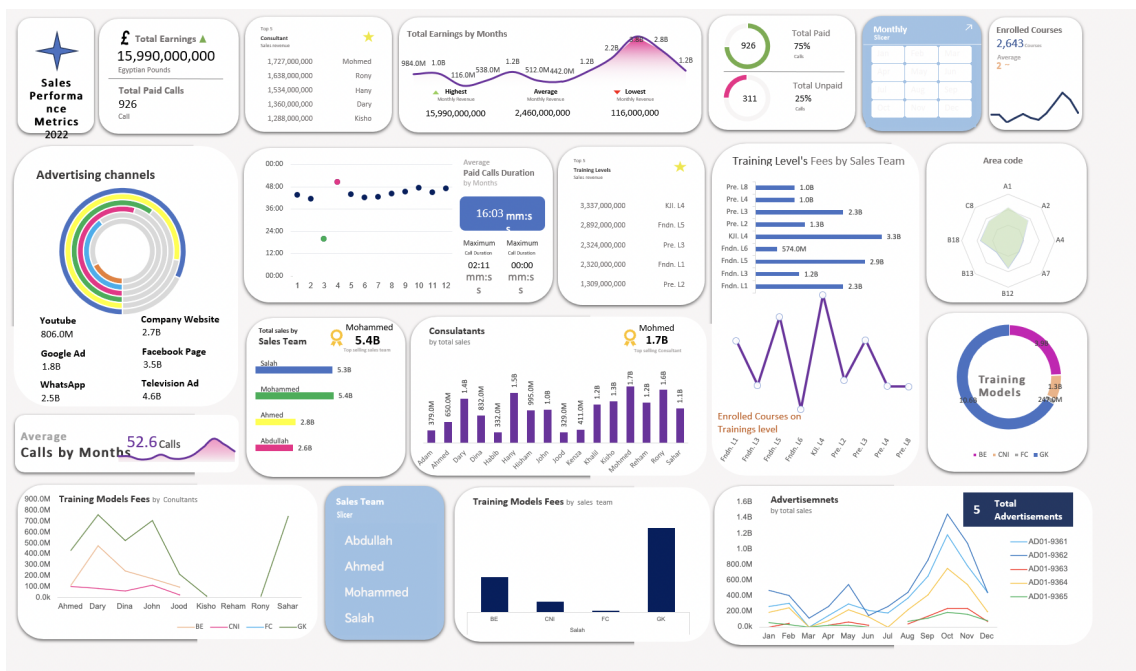 Sales
Performa
nce
Metrics
2022
£ Total Earnings
15,990,000,000
Egyptian Pounds
Total Paid Calls
926
Call
Top 5
Consultant
Sales revenue
1,727,000,000 Mohmed
1,638,000,000 Rony
1,534,000,000 Hany
1,360,000,000 Dary
1,288,000,000 Kisho
Total Earnings by Months
984.0M 1.0B 116.0M 538.0M 1.2B 512.0M 442.0M 1.2B 2.2B 2.8B 1.2B
Highest
Monthly Revenue
15,990,000,000
Average
Monthly Revenue
2,460,000,000
Lowest
Monthly Revenue
116,000,000
926
Total Paid
75%
Calls
311
Total Unpaid
25%
Calls
Monthly
Slicer
Enrolled Courses
2,643 Courses
Average
2
Advertising channels
Youtube
806.0M
Company Website
2.7B
Google Ad
1.8B
Facebook Page
3.5B
WhatsApp
2.5B
Television Ad
4.6B
Average
Calls by Months
52.6 Calls
00:00
48:00
36:00
24:00
12:00
00:00
1 2 3 4 5 6 7 8 9 10 11 12
Average
Paid Calls Duration
by Months
16:03 mm:s
s
Maximum
Call Duration
02:11
mm:s
s
Maximum
Call Duration
00:00
mm:s
s
Top 5
Training Levels
Sales revenue
3,337,000,000 KII. L4
2,892,000,000 Fndn. L5
2,324,000,000 Pre. L3
2,320,000,000 Fndn. L1
1,309,000,000 Pre. L2
Training Level's Fees by Sales Team
Pre. L8 1.0B
Pre. L4 1.0B
Pre. L3 2.3B
Pre. L2 1.3B
KII. L4 3.3B
Fndn. L6 574.0M
Fndn. L5 2.9B
Fndn. L3 1.2B
Fndn. L1 2.3B
Enrolled Courses on
Trainings level
Fndn. L1 Fndn. L3 Fndn. L5 Fndn. L6 KII. L4 Pre. L2 Pre. L3 Pre. L4 Pre. L8
Area code
A1
A2
A4
A7
B12
B13
B18
C8
Total sales by
Sales Team
Mohammed
5.4B
Top selling sales team
Salah
5.3B
Mohammed
5.4B
Ahmed
2.8B
Abdullah
2.6B
Consulatants
by total sales
Mohmed
1.7B
Top selling Consultant
379.0M 650.0M 1.4B 832.0M 332.0M 1.5B 995.0M 1.0B 329.0M 411.0M 1.2B 1.3B 1.7B 1.2B 1.6B 1.1B
Adam Ahmed Dary Dina Habib Hany Hisham John Jood Kenza Khalil Kisho Mohmed Reham Rony Sahar
Training
Models
1.3B
BE CNI FC GK
Training Models Fees by Conultants
900.0M
800.0M
700.0M
600.0M
500.0M
400.0M
300.0M
200.0M
100.0M
0.0k
Ahmed Dary Dina John Jood Kisho Reham Rony Sahar
BE CNI FC GK
Sales Team
Slicer
Abdullah
Ahmed
Mohammed
Salah
Training Models Fees by sales team
BE CNI FC GK
Salah
Advertisemnets
by total sales
5 Total
Advertisements
1.6B
1.4B
1.2B
1.0B
800.0M
600.0M
400.0M
200.0M
0.0M
Jan Feb Mar Apr May Jun Jul Aug Sep Oct Nov Dec
AD01-9361
AD01-9362
AD01-9363
AD01-9364
AD01-9365